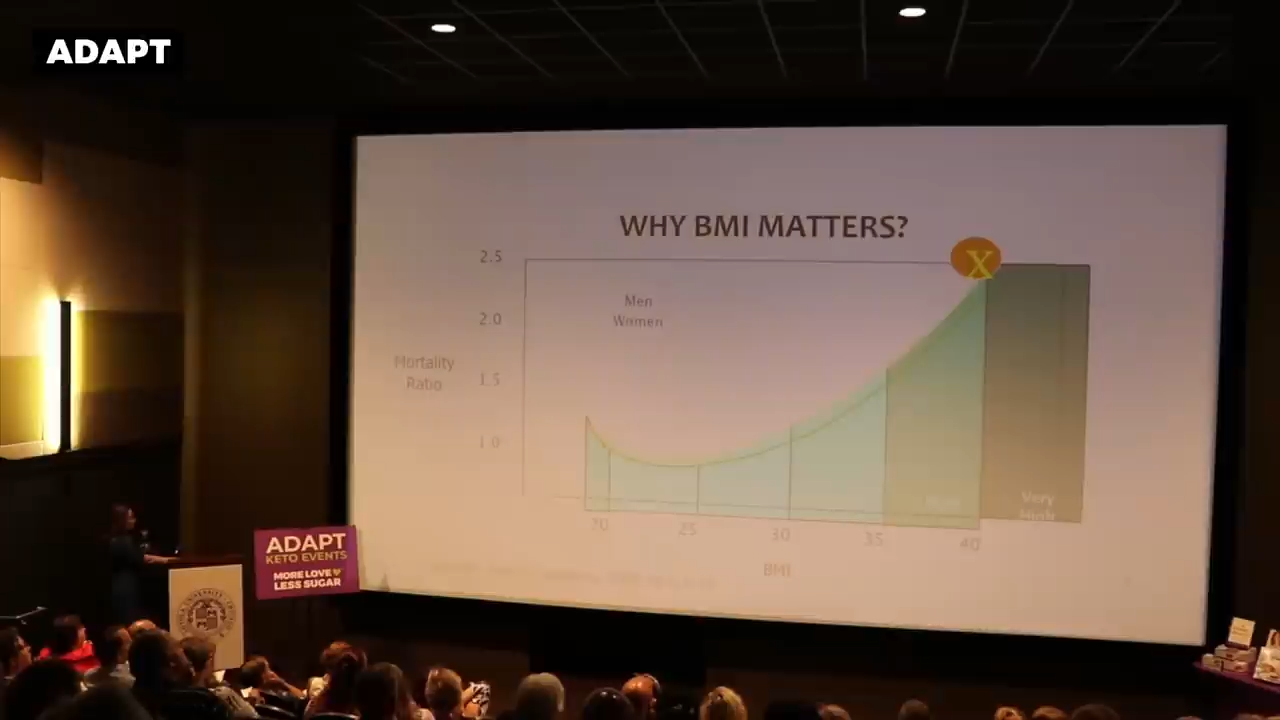 ADAPT
WHY BMI MATTERS?
2.5
X
Men
Women
2.0
Mortality
Ratio
1.5
1.0
Very
High
20
25
30
35
40
BMI
ADAPT
KETO EVENTS
MORE LOVE
LESS SUGAR